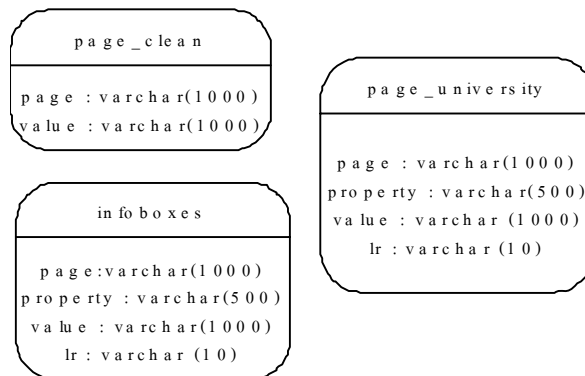 page_clean
page : varchar(1000)
value : varchar(1000)
infoboxes
page:varchar(1000)
property : varchar(500)
value : varchar(1000)
lr : varchar (10)
page_university
page : varchar(1000)
property : varchar(500)
value : varchar (1000)
lr : varchar (10)